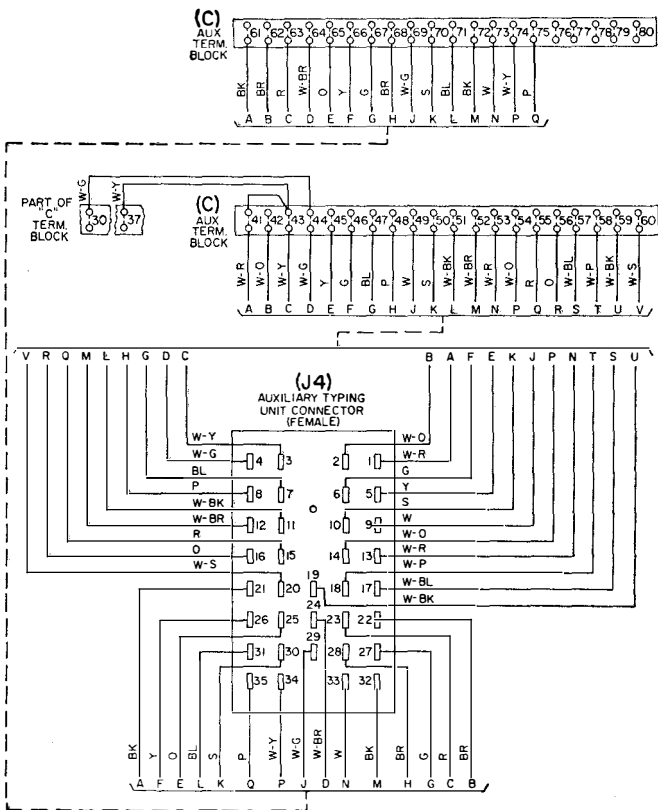 (C)
AUX
TERM.
BLOCK
61 62 63 64 65 66 67 68 69 70 71 72 73 74 75 76 77 78 79 80
BK BR R W-BR O Y G BR W-G S BL BK W W-Y P
A B C D E F G H J K L M N P Q
PART OF
"C"
TERM.
BLOCK
W-G W-Y
30 37
(C)
AUX
TERM.
BLOCK
41 42 43 44 45 46 47 48 49 50 51 52 53 54 55 56 57 58 59 60
W-R W-O W-Y W-G Y G BL P W S W-BK W-BR W-R W-O R O W-BL W-P W-BK W-S
A B C D E F G H J K L M N P Q R S T U V
V R Q M L H G D C B A F E K J P N T S U
(J4)
AUXILIARY TYPING
UNIT CONNECTOR
(FEMALE)
W-Y W-O
W-G 4 3 2 1 W-R
BL G
P 8 7 6 5 Y
W-BK S
W-BR 12 11 10 9 W
R W-O
O 16 15 14 13 W-R
W-S W-P
21 20 19 18 17 W-BL
W-BK
26 25 24 23 22
31 30 29 28 27
35 34 33 32
BK Y O BL S P W-Y W-G W-BR W BK BR G R BR
A F E L K Q P J D N M H G C B